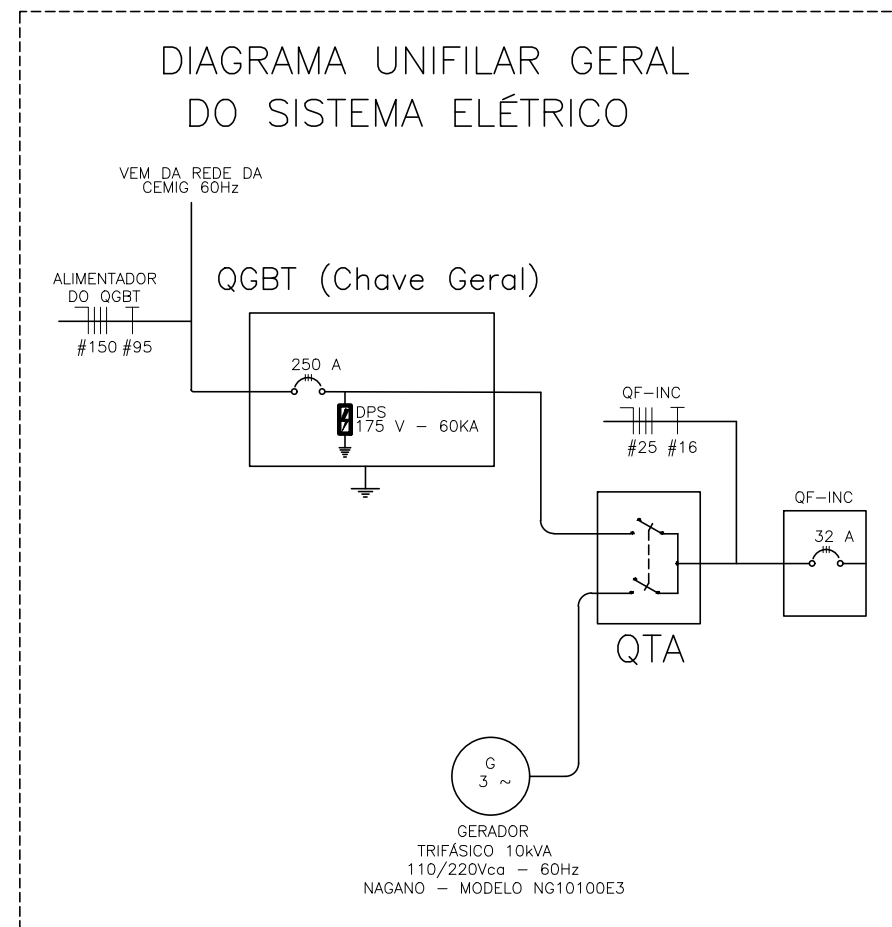 DIAGRAMA UNIFILAR GERAL
DO SISTEMA ELÉTRICO
VEM DA REDE DA
CEMIG 60Hz
ALIMENTADOR
DO QGBT
#150 #95
QGBT (Chave Geral)
250 A
DPS
175 V - 60KA
QF-INC
#25 #16
QF-INC
32 A
QTA
G
3 ~
GERADOR
TRIFÁSICO 10kVA
110/220Vca - 60Hz
NAGANO - MODELO NG10100E3